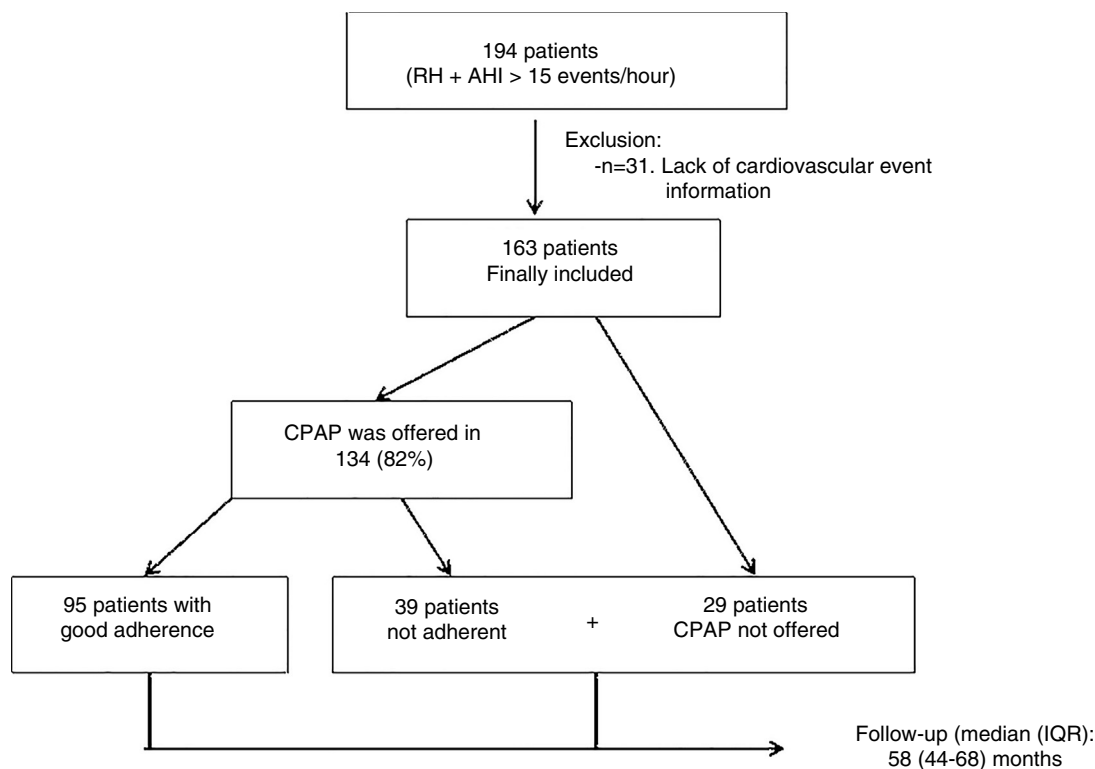 194 patients
(RH + AHI > 15 events/hour)
Exclusion:
-n=31. Lack of cardiovascular event
information
163 patients
Finally included
CPAP was offered in
134 (82%)
95 patients with
good adherence
39 patients
not adherent
+
29 patients
CPAP not offered
Follow-up (median (IQR):
58 (44-68) months